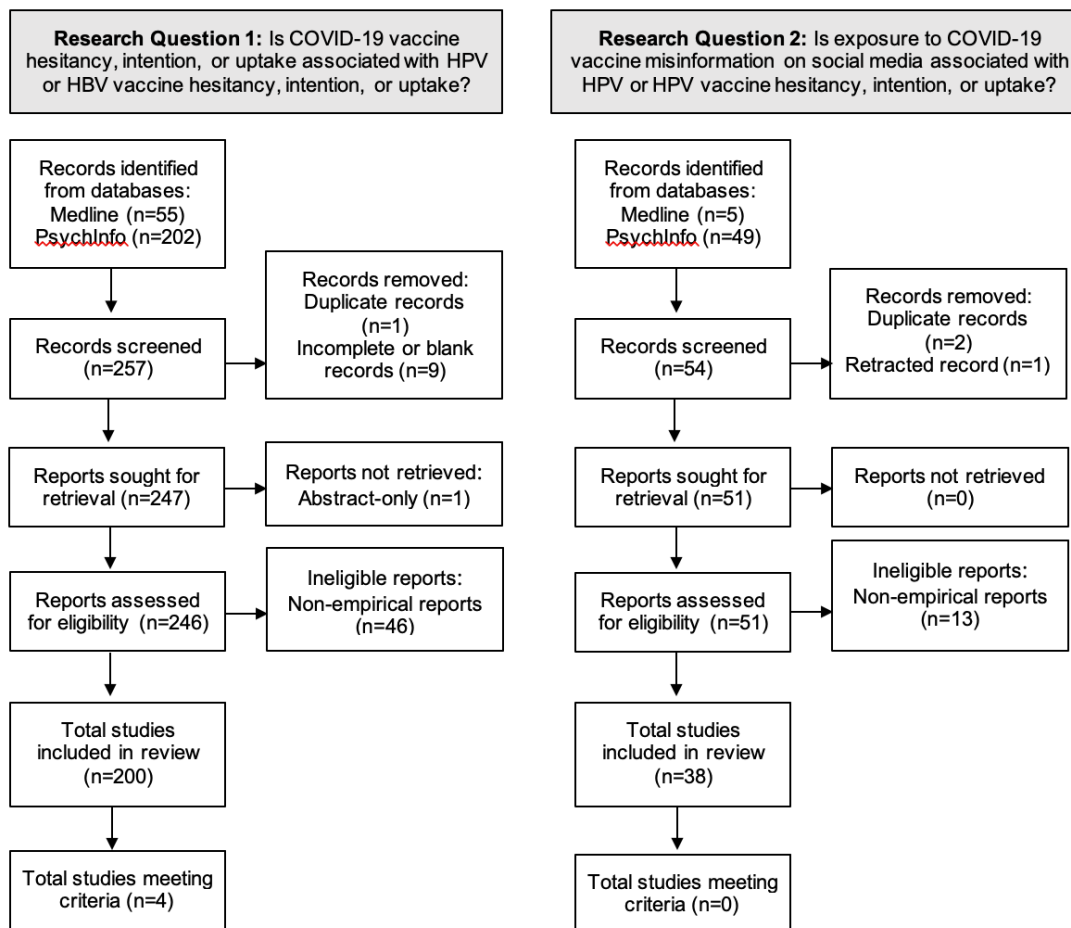 Research Question 1: Is COVID-19 vaccine
hesitancy, intention, or uptake associated with HPV
or HBV vaccine hesitancy, intention, or uptake?
Records identified
from databases:
Medline (n=55)
PsychInfo (n=202)
Records removed:
Duplicate records
(n=1)
Incomplete or blank
records (n=9)
Records screened
(n=257)
Reports sought for
retrieval (n=247)
Reports not retrieved:
Abstract-only (n=1)
Reports assessed
for eligibility (n=246)
Ineligible reports:
Non-empirical reports
(n=46)
Total studies
included in review
(n=200)
Total studies meeting
criteria (n=4)
Research Question 2: Is exposure to COVID-19
vaccine misinformation on social media associated with
HPV or HPV vaccine hesitancy, intention, or uptake?
Records identified
from databases:
Medline (n=5)
PsychInfo (n=49)
Records removed:
Duplicate records
(n=2)
Retracted record (n=1)
Records screened
(n=54)
Reports sought for
retrieval (n=51)
Reports not retrieved
(n=0)
Reports assessed
for eligibility (n=51)
Ineligible reports:
Non-empirical reports
(n=13)
Total studies
included in review
(n=38)
Total studies meeting
criteria (n=0)